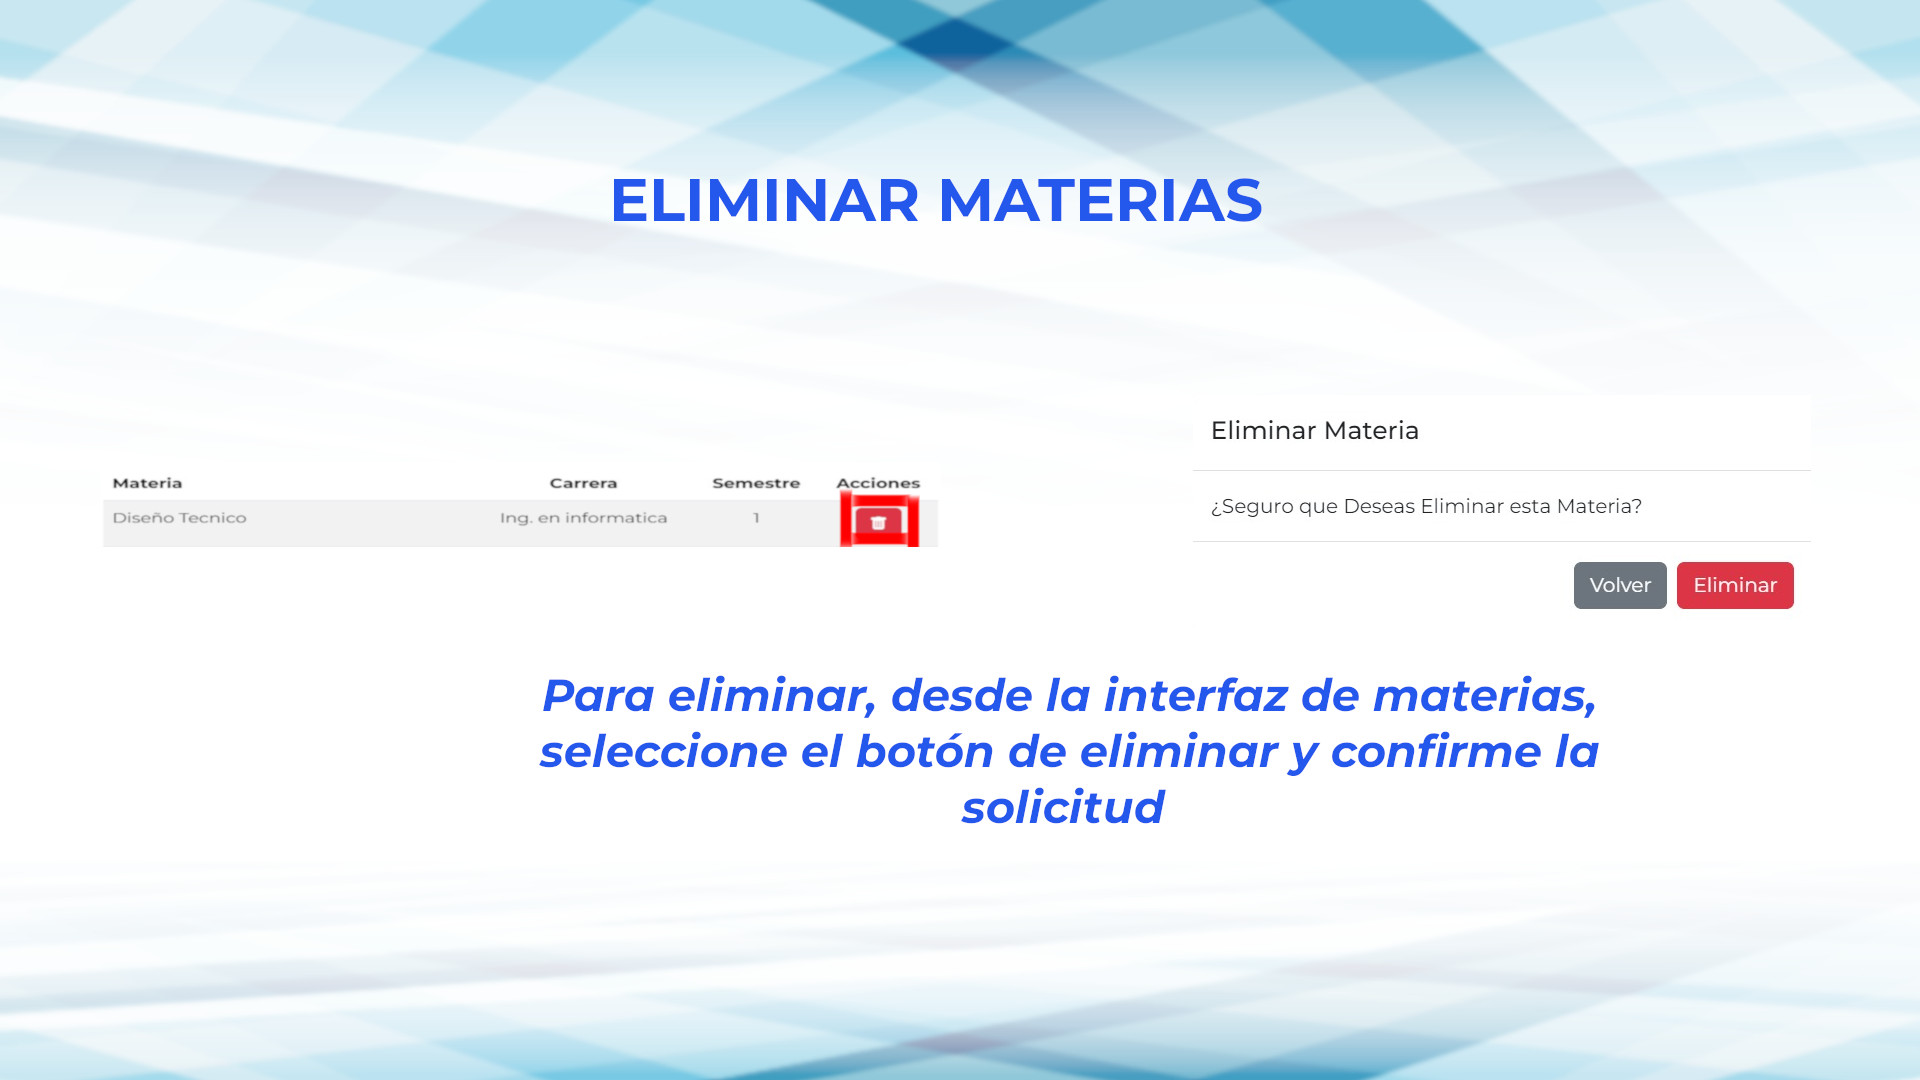 ELIMINAR MATERIAS
Materia Carrera Semestre Acciones
Diseño Tecnico Ing. en informatica 1
Eliminar Materia
¿Seguro que Deseas Eliminar esta Materia?
Volver Eliminar
Para eliminar, desde la interfaz de materias,
seleccione el botón de eliminar y confirme la
solicitud